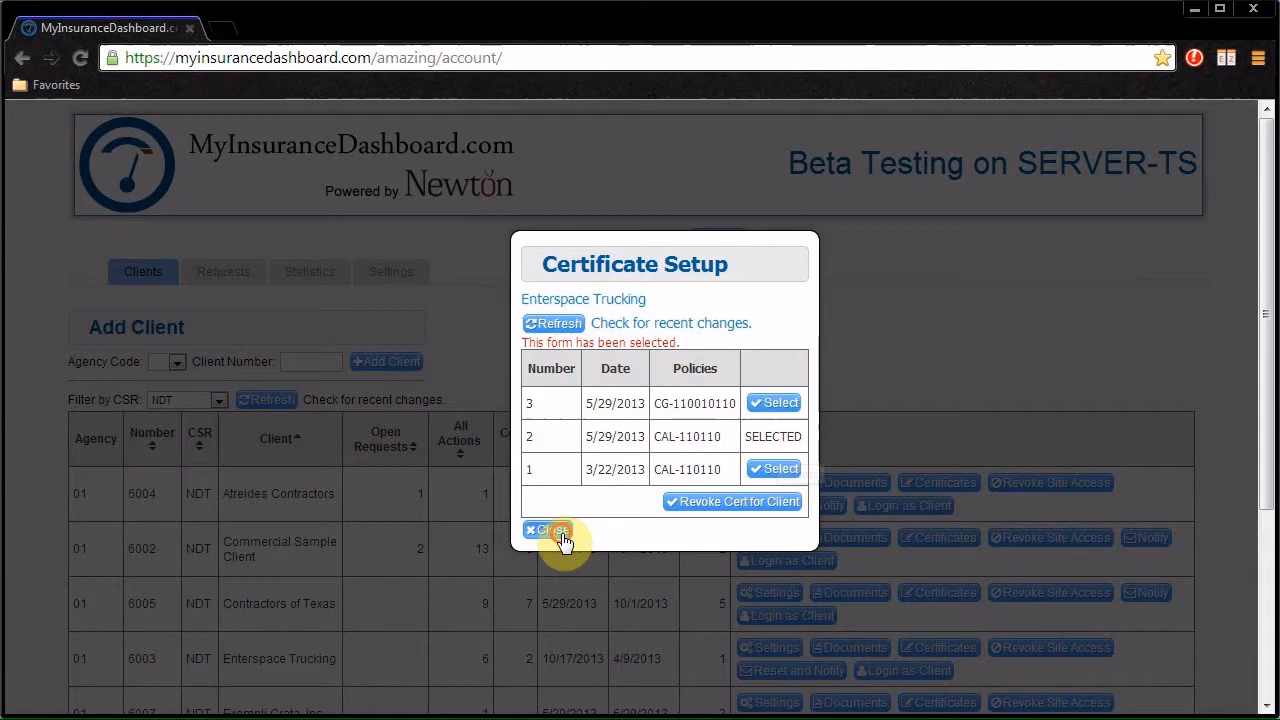 MyInsuranceDashboard.c
https://myinsurancedashboard.com/amazing/account/
Favorites
MyInsuranceDashboard.com
Powered by Newton
Beta Testing on SERVER-TS
Clients Requests Statistics Settings
Add Client
Agency Code: Client Number: Add Client
Filter by CSR: NDT Refresh Check for recent changes.
Agency Number CSR Client Open Requests All Actions
01 6004 NDT Atreides Contractors 1 1 Documents Certificates Revoke Site Access
Login as Client
01 6002 NDT Commercial Sample Client 2 13 Documents Certificates Revoke Site Access Notify
Login as Client
01 6005 NDT Contractors of Texas 9 7 5/29/2013 10/1/2013 5 Settings Documents Certificates Revoke Site Access Notify
Login as Client
01 6003 NDT Enterspace Trucking 6 2 10/17/2013 4/9/2013 1 Settings Documents Certificates Revoke Site Access
Reset and Notify Login as Client
Settings Documents Certificates Revoke Site Access
Certificate Setup
Enterspace Trucking
Refresh Check for recent changes.
This form has been selected.
Number Date Policies
3 5/29/2013 CG-110010110 Select
2 5/29/2013 CAL-110110 SELECTED
1 3/22/2013 CAL-110110 Select
Revoke Cert for Client
Close